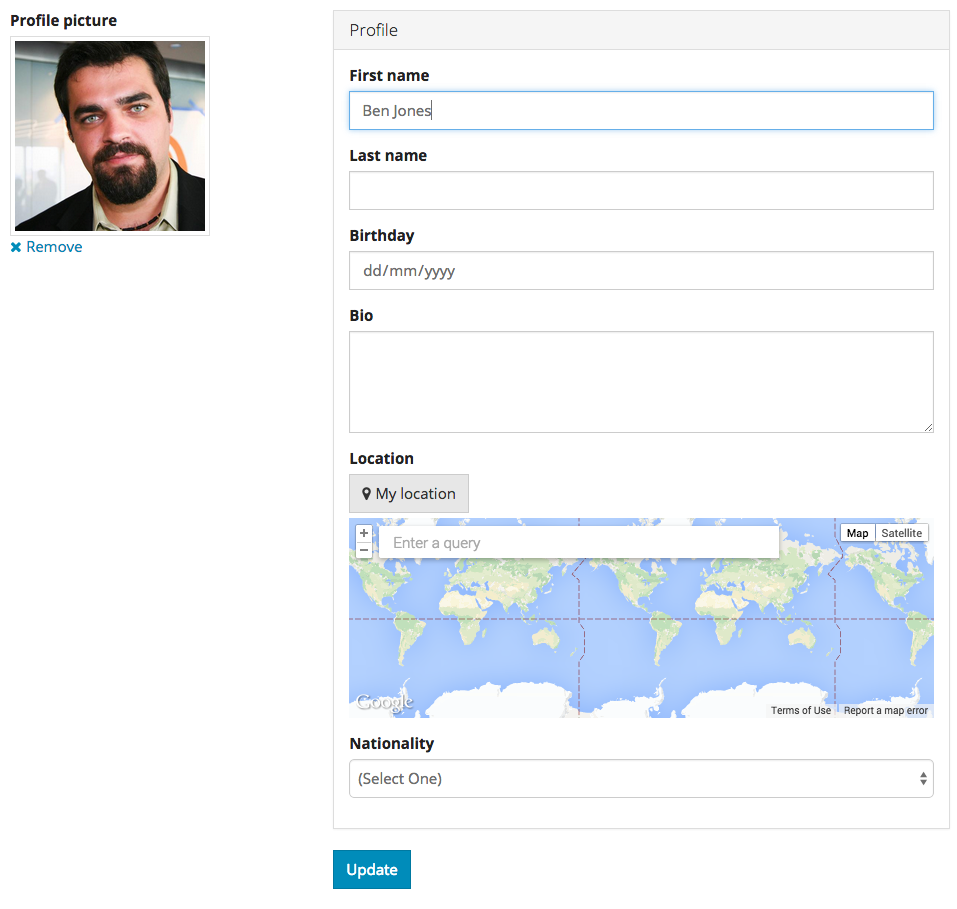 Profile picture
✖ Remove
Profile
First name
Ben Jones
Last name
Birthday
dd/mm/yyyy
Bio
Location
My location
+
−
Enter a query
Map Satellite
Google
Terms of Use Report a map error
Nationality
(Select One)
Update